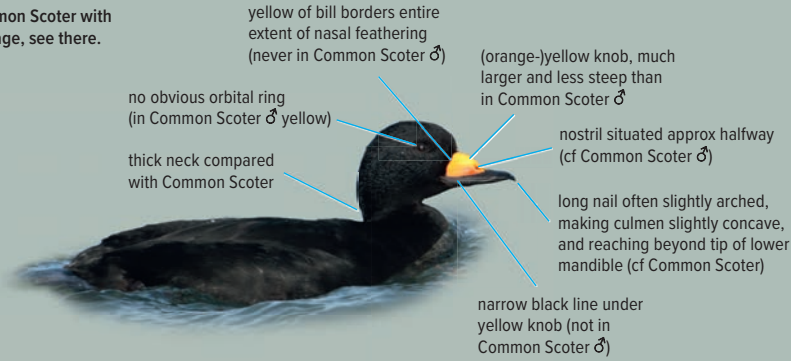 mon Scoter with
nge, see there.
yellow of bill borders entire
extent of nasal feathering
(never in Common Scoter ♂)
(orange-)yellow knob, much
larger and less steep than
in Common Scoter ♂
no obvious orbital ring
(in Common Scoter ♂ yellow)
nostril situated approx halfway
(cf Common Scoter ♂)
thick neck compared
with Common Scoter
long nail often slightly arched,
making culmen slightly concave,
and reaching beyond tip of lower
mandible (cf Common Scoter)
narrow black line under
yellow knob (not in
Common Scoter ♂)